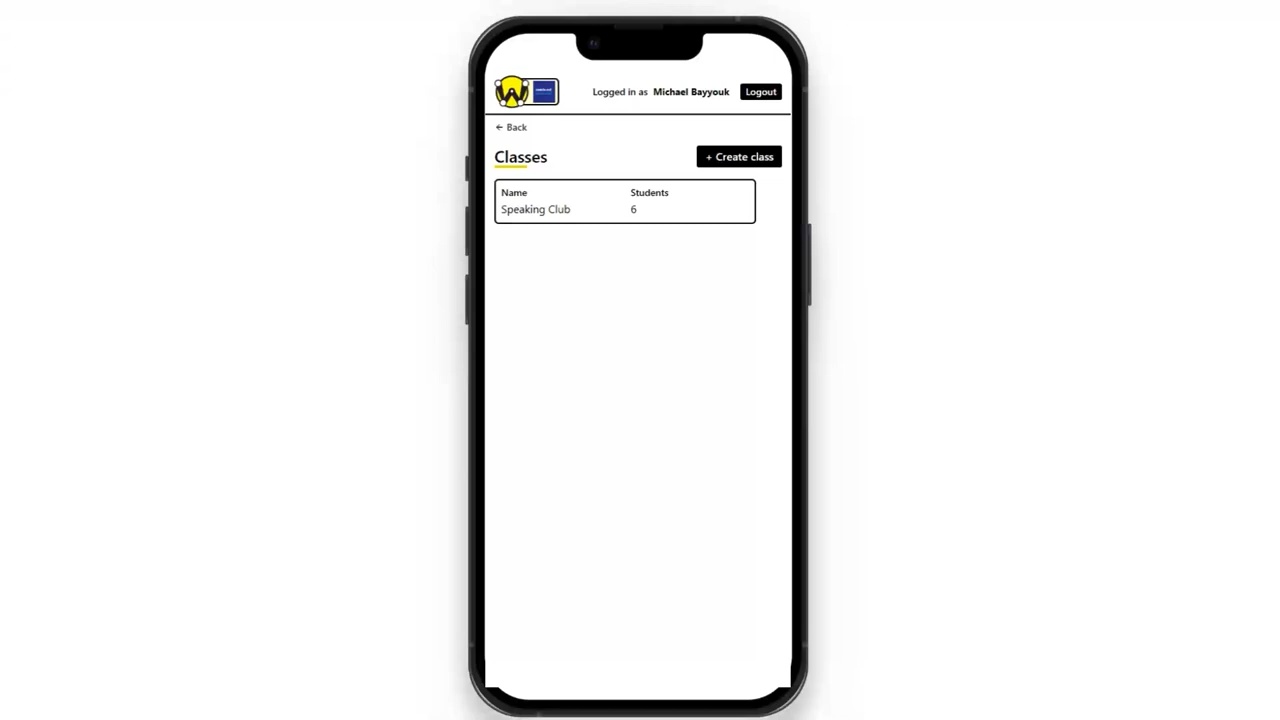 W
Logged in as Michael Bayyouk Logout
← Back
Classes
+ Create class
Name Students
Speaking Club 6